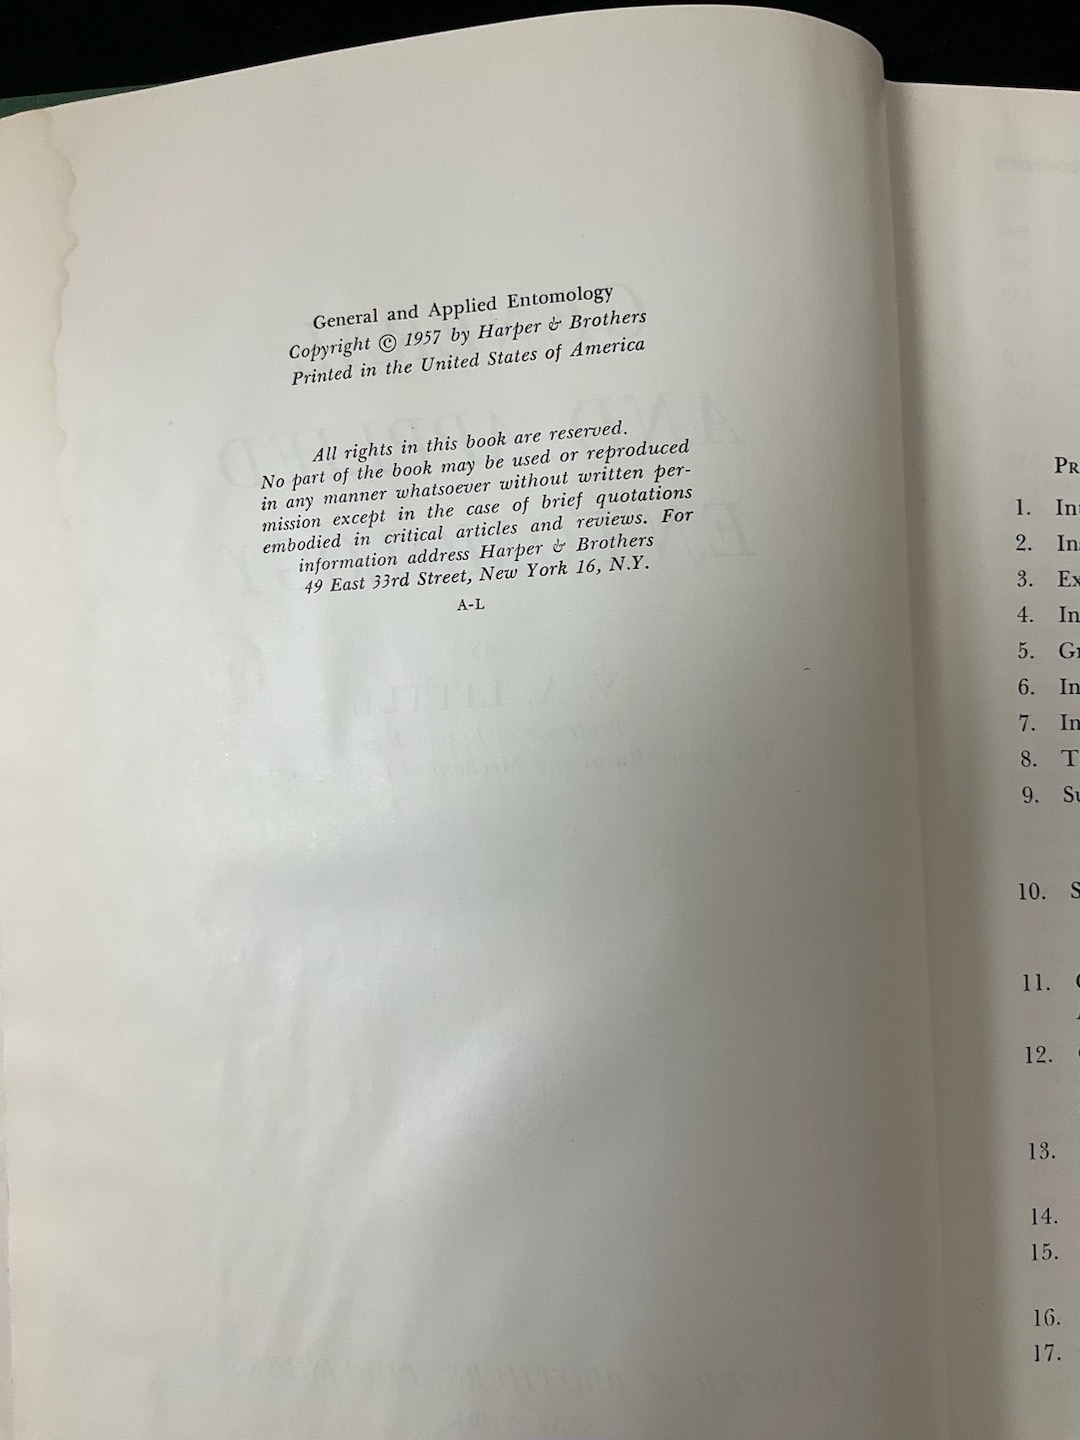 General and Applied Entomology
Copyright © 1957 by Harper & Brothers
Printed in the United States of America
All rights in this book are reserved.
No part of the book may be used or reproduced
in any manner whatsoever without written per-
mission except in the case of brief quotations
embodied in critical articles and reviews. For
information address Harper & Brothers
49 East 33rd Street, New York 16, N.Y.
A-L
1.
2.
3.
4.
5.
6.
7.
8.
9.
10.
11.
12.
13.
14.
15.
16.
17.